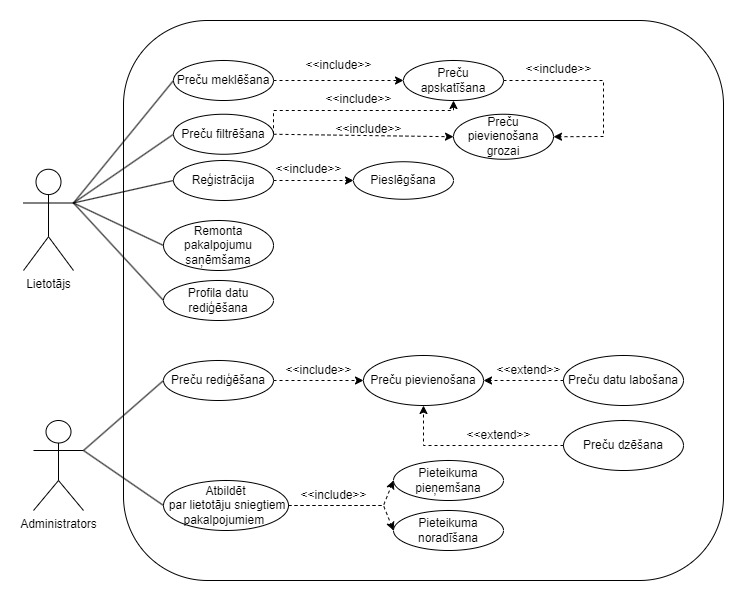 <<include>>
Preču meklēšana
Preču
apskatīšana
<<include>>
<<include>>
Preču filtrēšana
<<include>>
Preču
pievienošana
grozai
Reģistrācija
<<include>>
Pieslēgšana
Remonta
pakalpojumu
saņēmšama
Lietotājs
Profila datu
rediģēšana
Preču rediģēšana
<<include>>
Preču pievienošana
<<extend>>
Preču datu labošana
<<extend>>
Preču dzēšana
Administrators
Atbildēt
par lietotāju sniegtiem
pakalpojumiem
<<include>>
Pieteikuma
pieņemšana
Pieteikuma
noradīšana